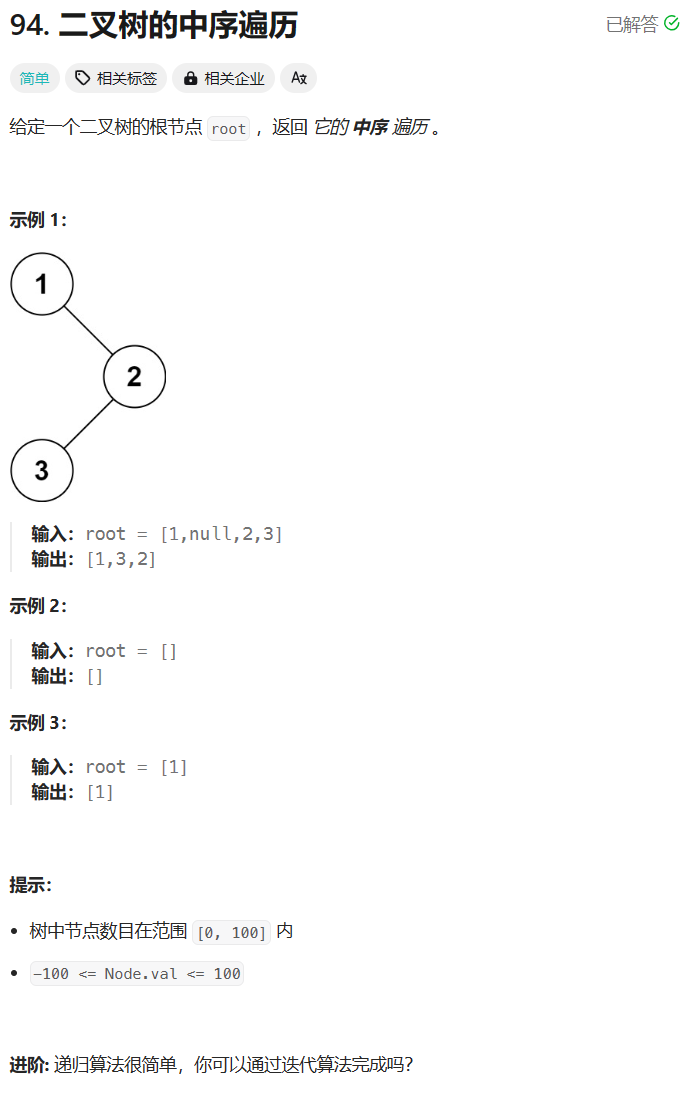 94. 二叉树的中序遍历
已解答
简单 相关标签 相关企业 Aあ
给定一个二叉树的根节点 root ，返回 它的 中序 遍历 。
示例 1：
1
2
3
输入：root = [1,null,2,3]
输出：[1,3,2]
示例 2：
输入：root = []
输出：[]
示例 3：
输入：root = [1]
输出：[1]
提示：
• 树中节点数目在范围 [0, 100] 内
• -100 <= Node.val <= 100
进阶: 递归算法很简单，你可以通过迭代算法完成吗？